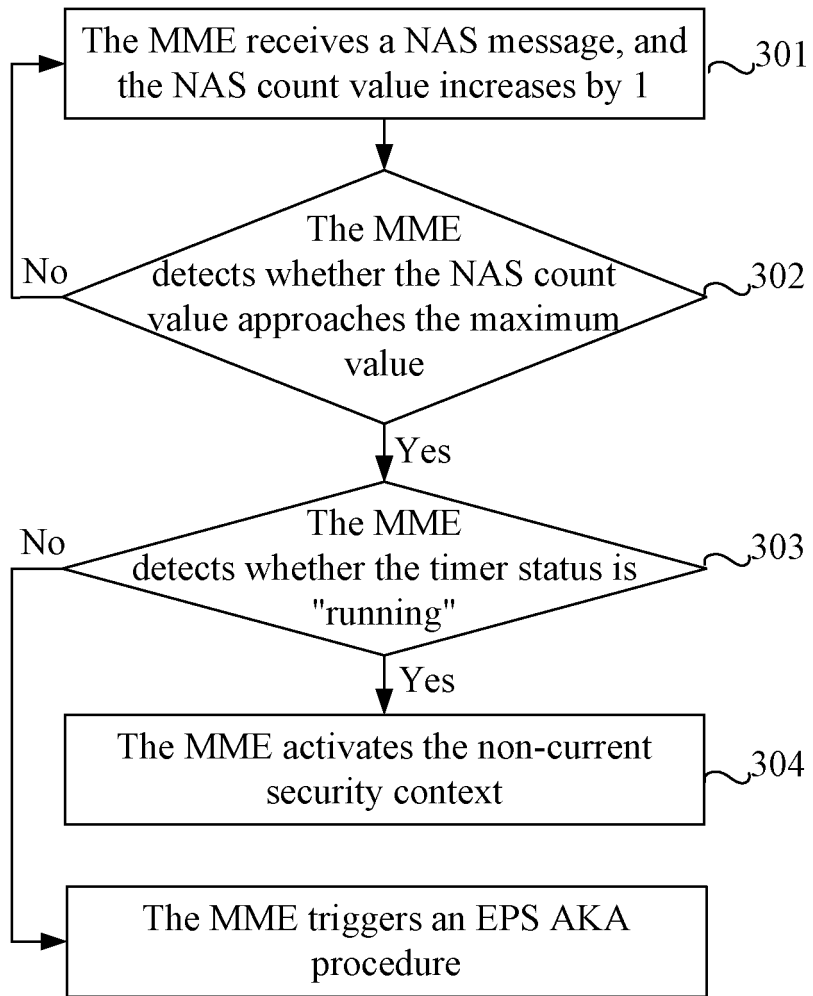 The MME receives a NAS message, and
the NAS count value increases by 1
301
The MME
detects whether the NAS count
value approaches the maximum
value
302
No
Yes
The MME
detects whether the timer status is
"running"
303
No
Yes
The MME activates the non-current
security context
304
The MME triggers an EPS AKA
procedure